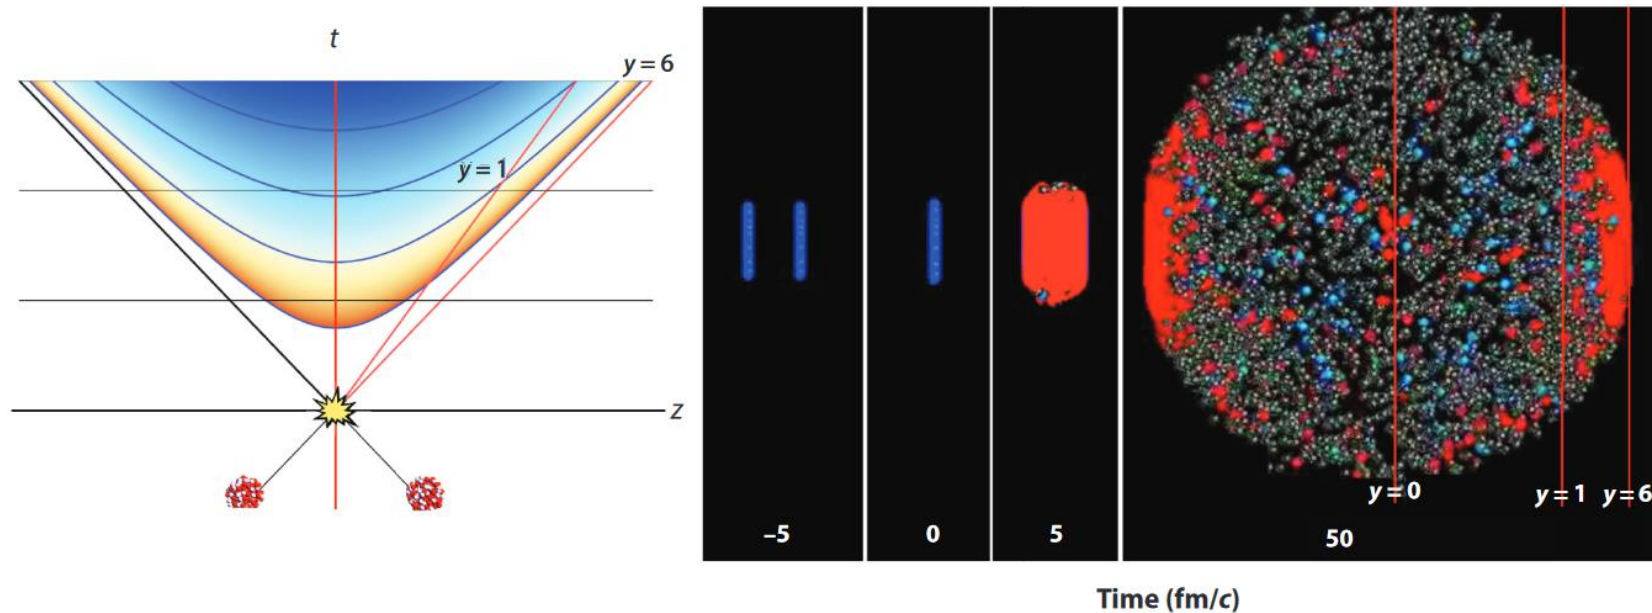 t
y = 6
y = 1
z
y = 0
y = 1
y = 6
–5
0
5
50
Time (fm/c)